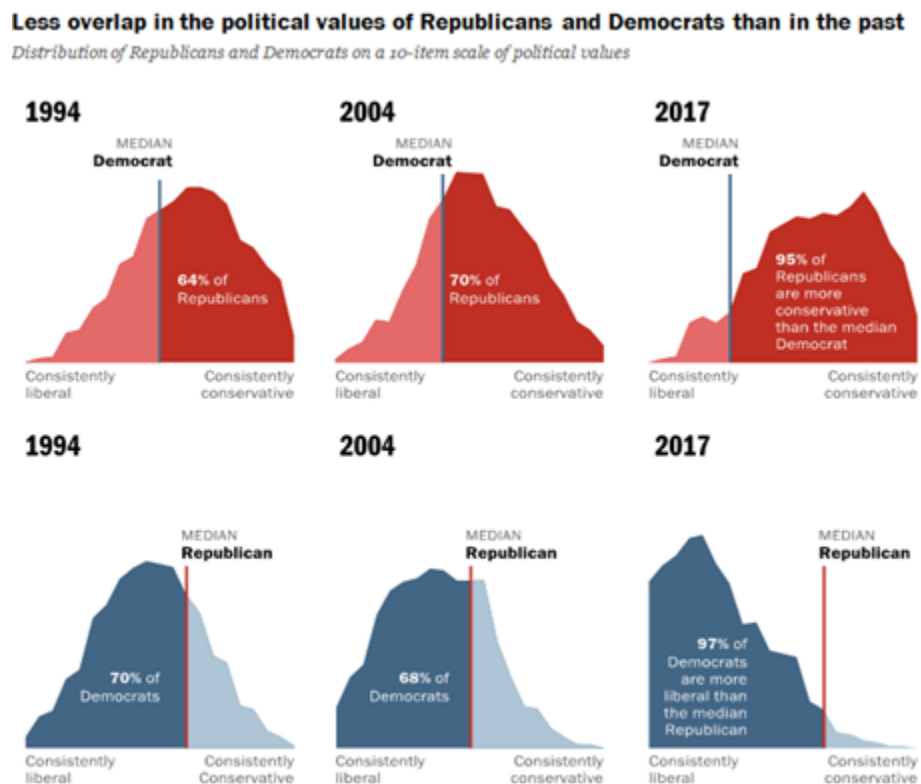 Less overlap in the political values of Republicans and Democrats than in the past
Distribution of Republicans and Democrats on a 10-item scale of political values
1994
MEDIAN
Democrat
64% of
Republicans
Consistently
liberal
Consistently
conservative
2004
MEDIAN
Democrat
70% of
Republicans
Consistently
liberal
Consistently
conservative
2017
MEDIAN
Democrat
95% of
Republicans
are more
conservative
than the median
Democrat
Consistently
liberal
Consistently
conservative
1994
MEDIAN
Republican
70% of
Democrats
Consistently
liberal
Consistently
Conservative
2004
MEDIAN
Republican
68% of
Democrats
Consistently
liberal
Consistently
conservative
2017
MEDIAN
Republican
97% of
Democrats
are more
liberal than
the median
Republican
Consistently
liberal
Consistently
conservative